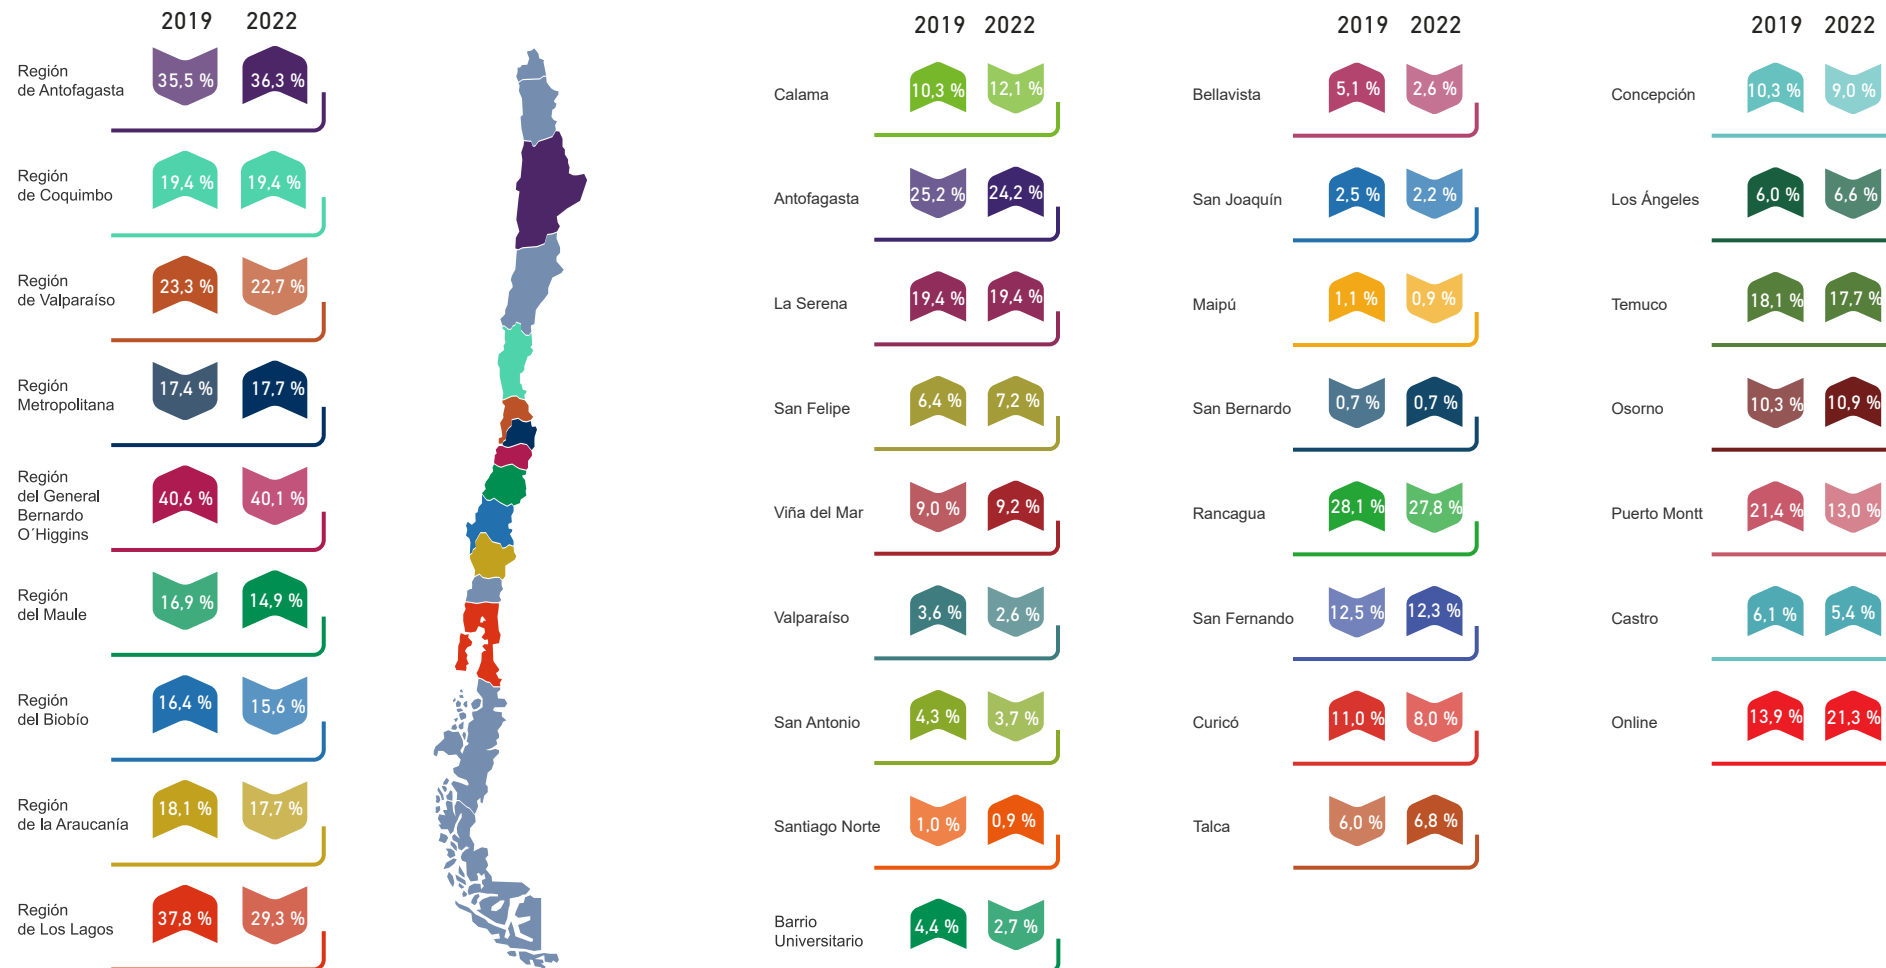 2019 2022
Región
de Antofagasta
35,5 % 36,3 %
Región
de Coquimbo
19,4 % 19,4 %
Región
de Valparaíso
23,3 % 22,7 %
Región
Metropolitana
17,4 % 17,7 %
Región
del General
Bernardo
O´Higgins
40,6 % 40,1 %
Región
del Maule
16,9 % 14,9 %
Región
del Biobío
16,4 % 15,6 %
Región
de la Araucanía
18,1 % 17,7 %
Región
de Los Lagos
37,8 % 29,3 %
2019 2022
Calama 10,3 % 12,1 %
Antofagasta 25,2 % 24,2 %
La Serena 19,4 % 19,4 %
San Felipe 6,4 % 7,2 %
Viña del Mar 9,0 % 9,2 %
Valparaíso 3,6 % 2,6 %
San Antonio 4,3 % 3,7 %
Santiago Norte 1,0 % 0,9 %
Barrio
Universitario
4,4 % 2,7 %
2019 2022
Bellavista 5,1 % 2,6 %
San Joaquín 2,5 % 2,2 %
Maipú 1,1 % 0,9 %
San Bernardo 0,7 % 0,7 %
Rancagua 28,1 % 27,8 %
San Fernando 12,5 % 12,3 %
Curicó 11,0 % 8,0 %
Talca 6,0 % 6,8 %
2019 2022
Concepción 10,3 % 9,0 %
Los Ángeles 6,0 % 6,6 %
Temuco 18,1 % 17,7 %
Osorno 10,3 % 10,9 %
Puerto Montt 21,4 % 13,0 %
Castro 6,1 % 5,4 %
Online 13,9 % 21,3 %